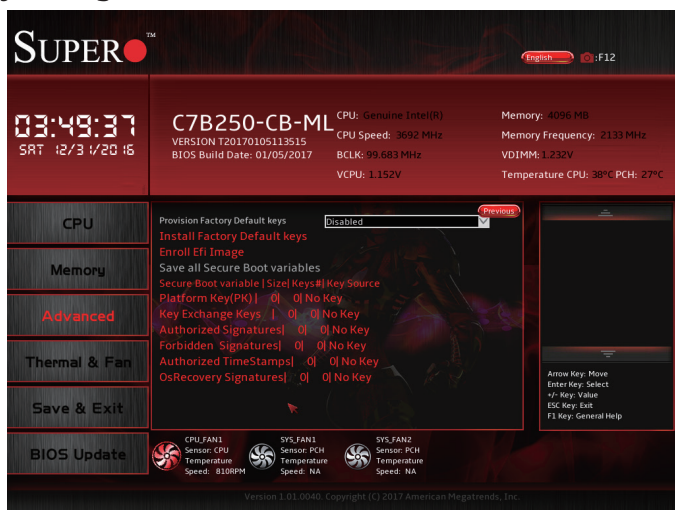 SUPER TM
English :F12
03:49:37
SAT 12/31/2016
C7B250-CB-ML
VERSION T20170105113515
BIOS Build Date: 01/05/2017
CPU: Genuine Intel(R)
CPU Speed: 3692 MHz
BCLK: 99.683 MHz
VCPU: 1.152V
Memory: 4096 MB
Memory Frequency: 2133 MHz
VDIMM: 1.232V
Temperature CPU: 38°C PCH: 27°C
CPU
Memory
Advanced
Thermal & Fan
Save & Exit
BIOS Update
Previous
Provision Factory Default keys Disabled
Install Factory Default keys
Enroll Efi Image
Save all Secure Boot variables
Secure Boot variable | Size| Keys#| Key Source
Platform Key(PK) | 0| 0| No Key
Key Exchange Keys | 0| 0| No Key
Authorized Signatures| 0| 0| No Key
Forbidden Signatures| 0| 0| No Key
Authorized TimeStamps| 0| 0| No Key
OsRecovery Signatures| 0| 0| No Key
Arrow Key: Move
Enter Key: Select
+/- Key: Value
ESC Key: Exit
F1 Key: General Help
CPU_FAN1
Sensor: CPU
Temperature
Speed: 810RPM
SYS_FAN1
Sensor: PCH
Temperature
Speed: NA
SYS_FAN2
Sensor: PCH
Temperature
Speed: NA
Version 1.01.0040. Copyright (C) 2017 American Megatrends, Inc.